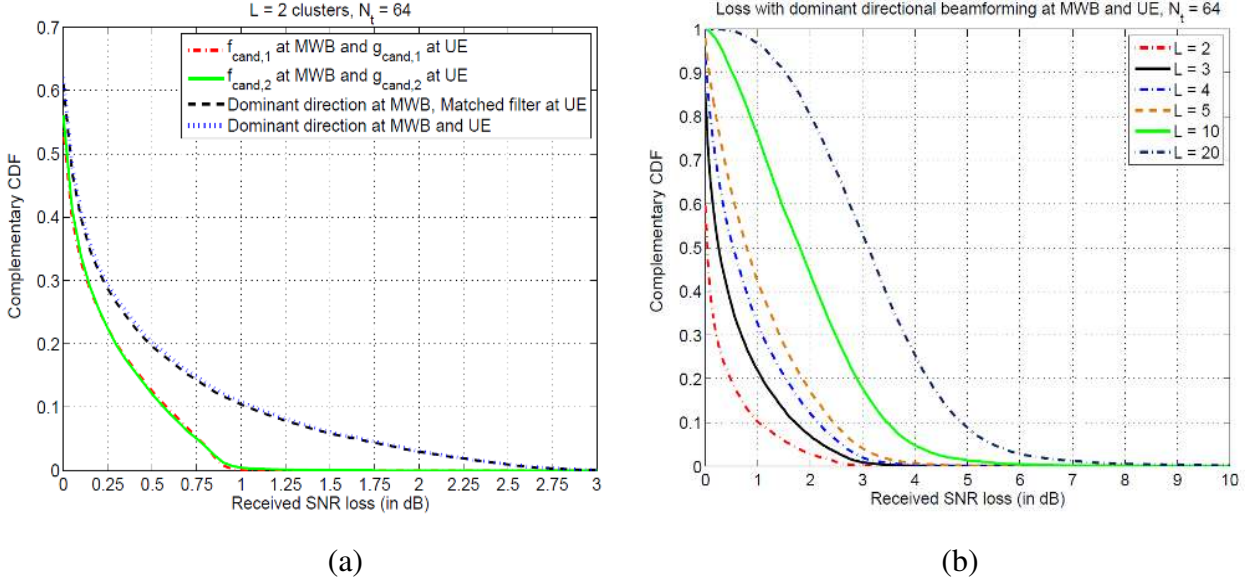 L = 2 clusters, N_t = 64
f_cand,1 at MWB and g_cand,1 at UE
f_cand,2 at MWB and g_cand,2 at UE
Dominant direction at MWB, Matched filter at UE
Dominant direction at MWB and UE
Complementary CDF
0.7
0.6
0.5
0.4
0.3
0.2
0.1
0
0 0.25 0.5 0.75 1 1.25 1.5 1.75 2 2.25 2.5 2.75 3
Received SNR loss (in dB)
(a)
Loss with dominant directional beamforming at MWB and UE, N_t = 64
L = 2
L = 3
L = 4
L = 5
L = 10
L = 20
Complementary CDF
1
0.9
0.8
0.7
0.6
0.5
0.4
0.3
0.2
0.1
0
0 1 2 3 4 5 6 7 8 9 10
Received SNR loss (in dB)
(b)